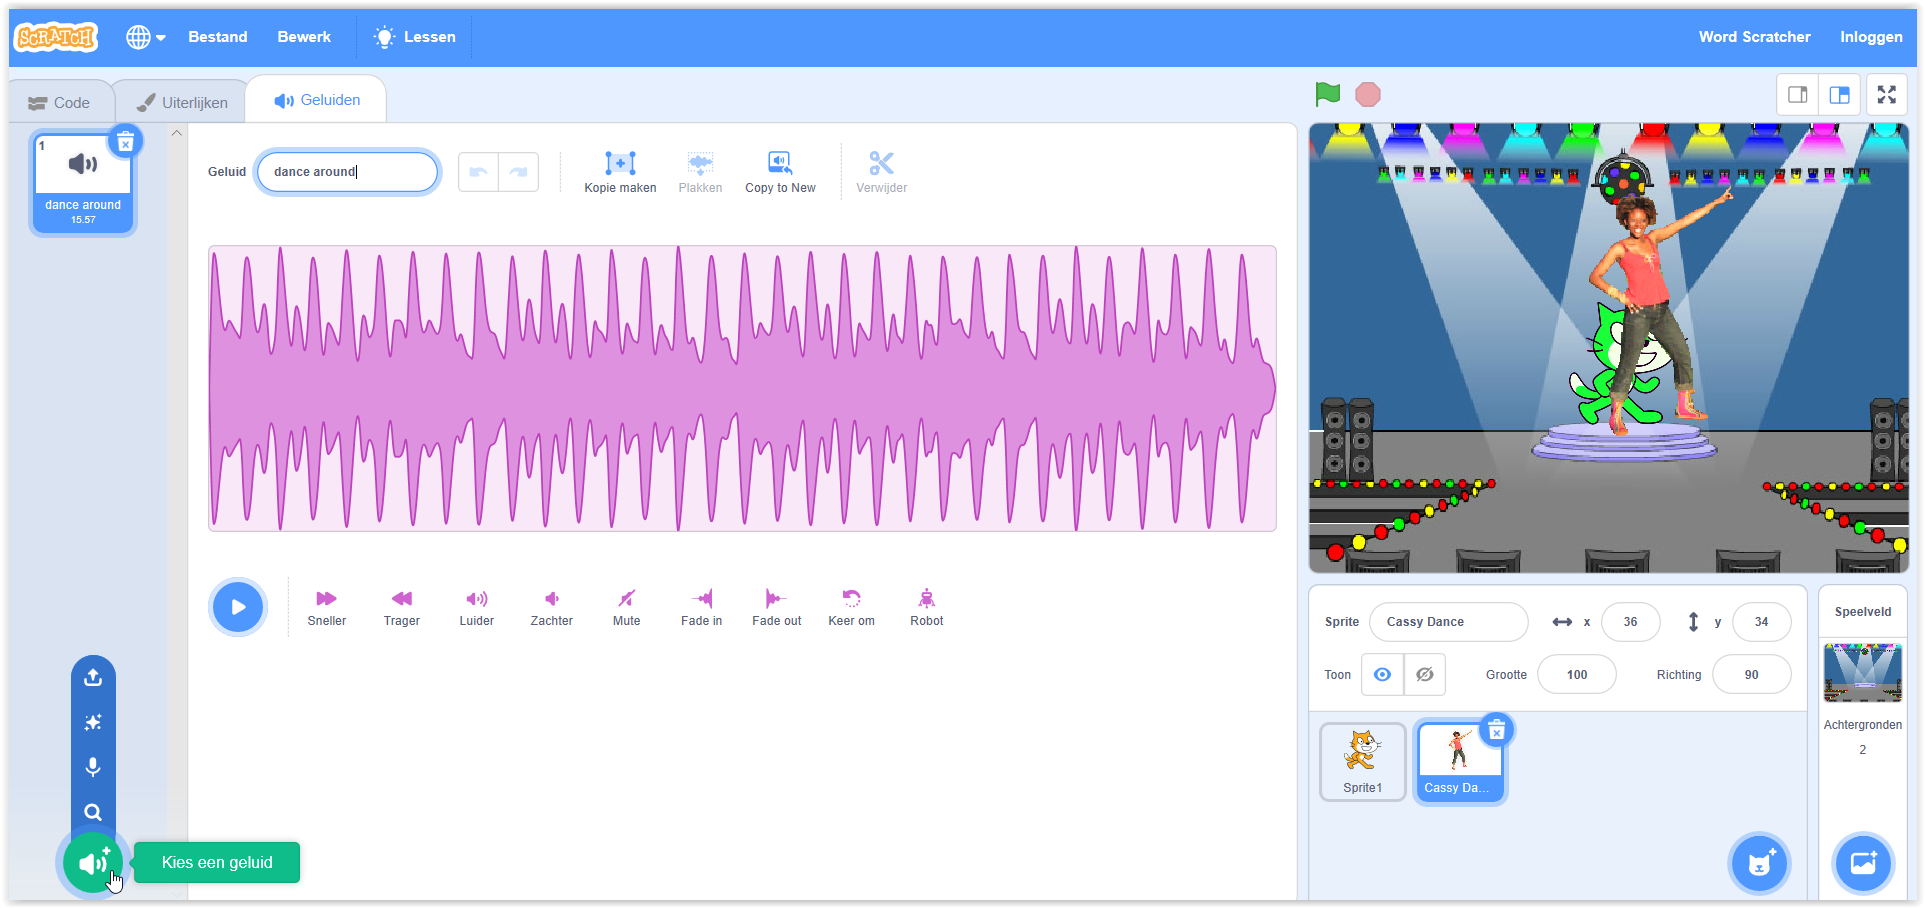 SCRATCH
Bestand
Bewerk
Lessen
Word Scratcher
Inloggen
Code
Uiterlijken
Geluiden
1
dance around
15.57
Geluid
dance around
Kopie maken
Plakken
Copy to New
Verwijder
Sneller
Trager
Luider
Zachter
Mute
Fade in
Fade out
Keer om
Robot
Kies een geluid
Sprite
Cassy Dance
x
36
y
34
Toon
Grootte
100
Richting
90
Sprite1
Cassy Da...
Speelveld
Achtergronden
2